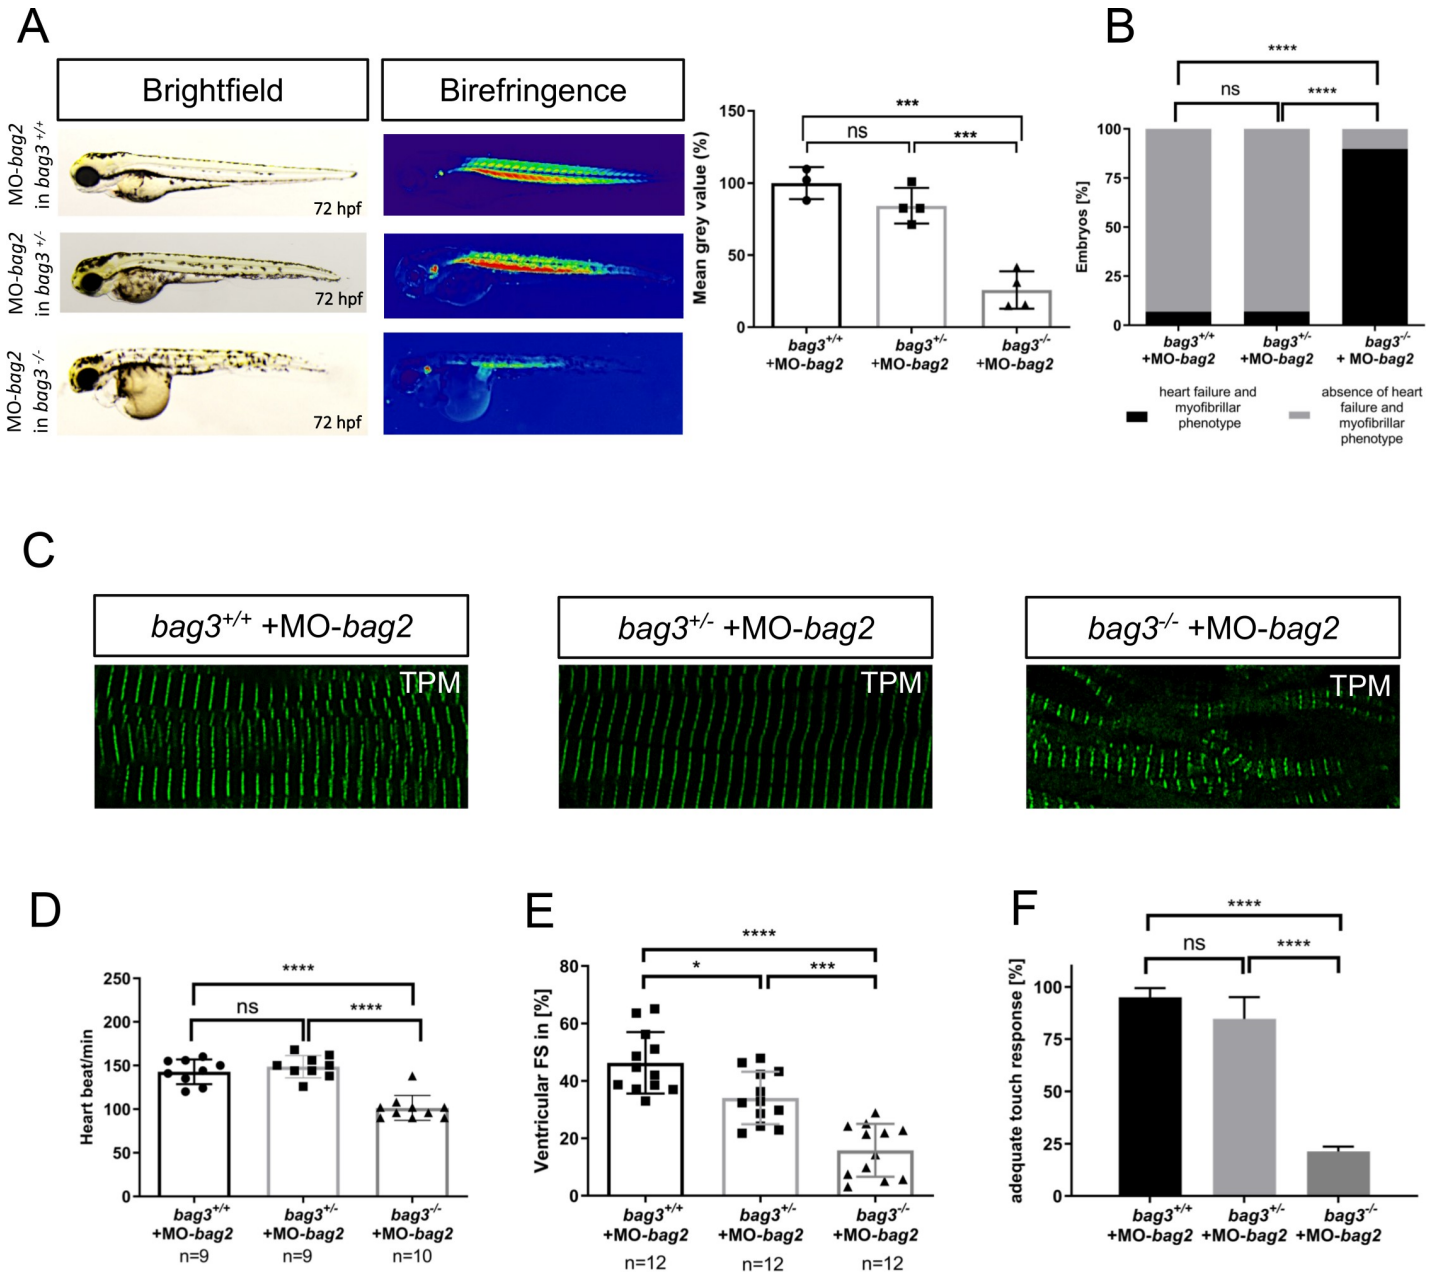 A
Brightfield
Birefringence
MO-bag2
in bag3 +/+
72 hpf
MO-bag2
in bag3 +/-
72 hpf
MO-bag2
in bag3 -/-
72 hpf
Mean grey value (%)
150
100
50
0
***
ns
***
bag3+/+
+MO-bag2
bag3+/-
+MO-bag2
bag3-/-
+MO-bag2
B
****
ns
****
Embryos [%]
100
75
50
25
0
bag3+/+
+MO-bag2
bag3+/-
+MO-bag2
bag3-/-
+ MO-bag2
heart failure and
myofibrillar
phenotype
absence of heart
failure and
myofibrillar
phenotype
C
bag3+/+ +MO-bag2
TPM
bag3+/- +MO-bag2
TPM
bag3-/- +MO-bag2
TPM
D
****
ns
****
Heart beat/min
250
200
150
100
50
0
bag3+/+
+MO-bag2
n=9
bag3+/-
+MO-bag2
n=9
bag3-/-
+MO-bag2
n=10
E
****
*
***
Ventricular FS in [%]
80
60
40
20
0
bag3+/+
+MO-bag2
n=12
bag3+/-
+MO-bag2
n=12
bag3-/-
+MO-bag2
n=12
F
****
ns
****
adequate touch response [%]
100
75
50
25
0
bag3+/+
+MO-bag2
bag3+/-
+MO-bag2
bag3-/-
+MO-bag2